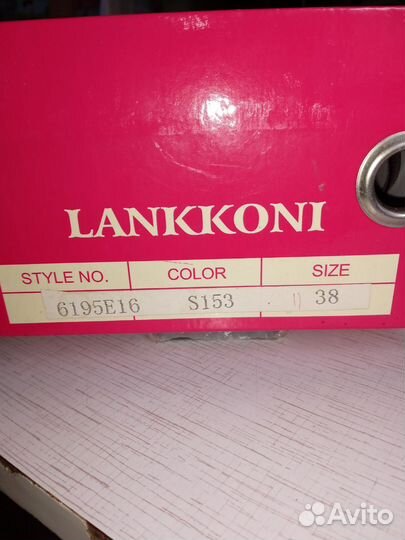 LANKKONI
STYLE NO. COLOR SIZE
6195E16 S153 38
Avito